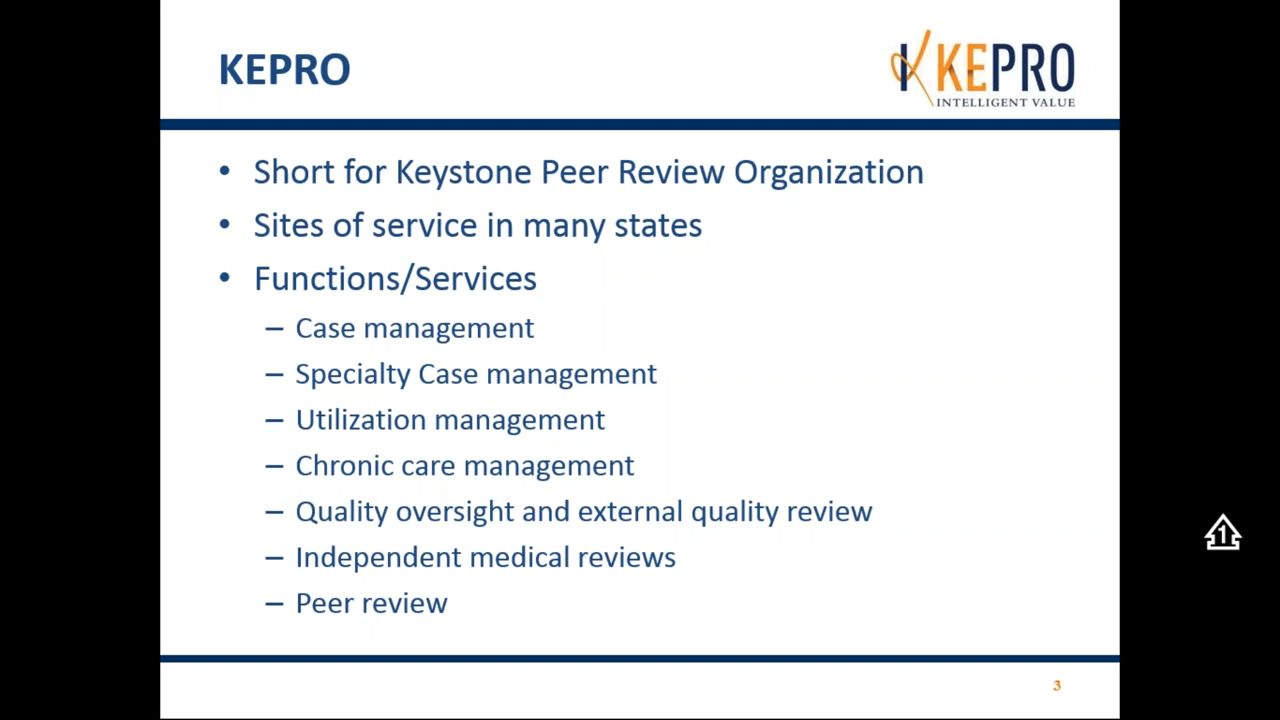 KEPRO
KEPRO
INTELLIGENT VALUE
• Short for Keystone Peer Review Organization
• Sites of service in many states
• Functions/Services
– Case management
– Specialty Case management
– Utilization management
– Chronic care management
– Quality oversight and external quality review
– Independent medical reviews
– Peer review
1
3